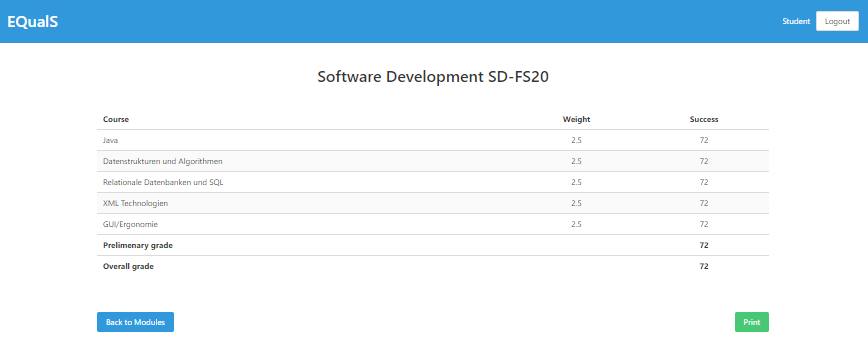 EQualS
Student Logout
Software Development SD-FS20
Course Weight Success
Java 2.5 72
Datenstrukturen und Algorithmen 2.5 72
Relationale Datenbanken und SQL 2.5 72
XML Technologien 2.5 72
GUI/Ergonomie 2.5 72
Prelimenary grade 72
Overall grade 72
Back to Modules Print